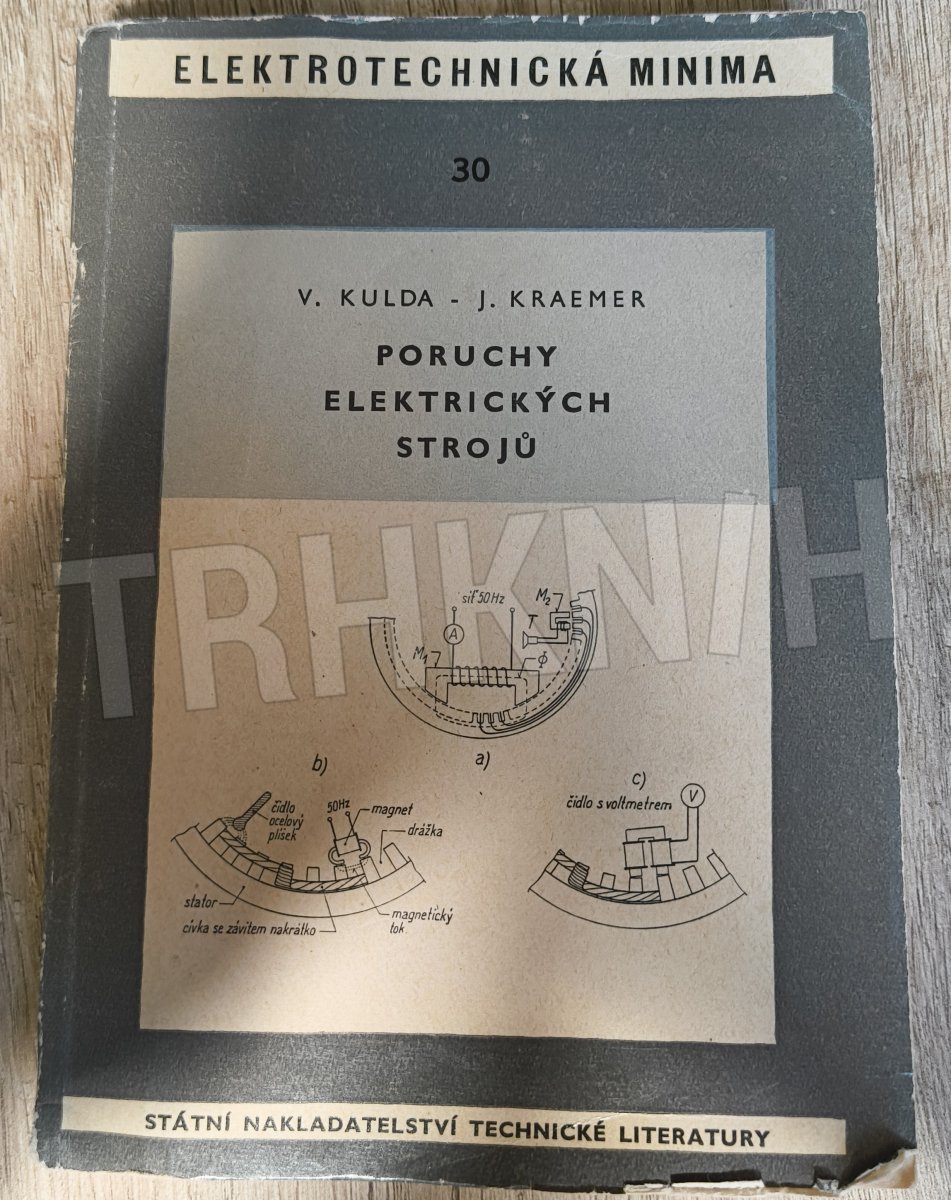 ELEKTROTECHNICKÁ MINIMA
30
V. KULDA - J. KRAEMER
PORUCHY
ELEKTRICKÝCH
STROJŮ
TRHKNIH
síť 50Hz
M₂
T
A
M₁
Φ
a)
b)
čidlo
ocelový
plíšek
50Hz
magnet
drážka
stator
cívka se závitem nakrátko
magnetický
tok
c)
čidlo s voltmetrem
V
STÁTNÍ NAKLADATELSTVÍ TECHNICKÉ LITERATURY